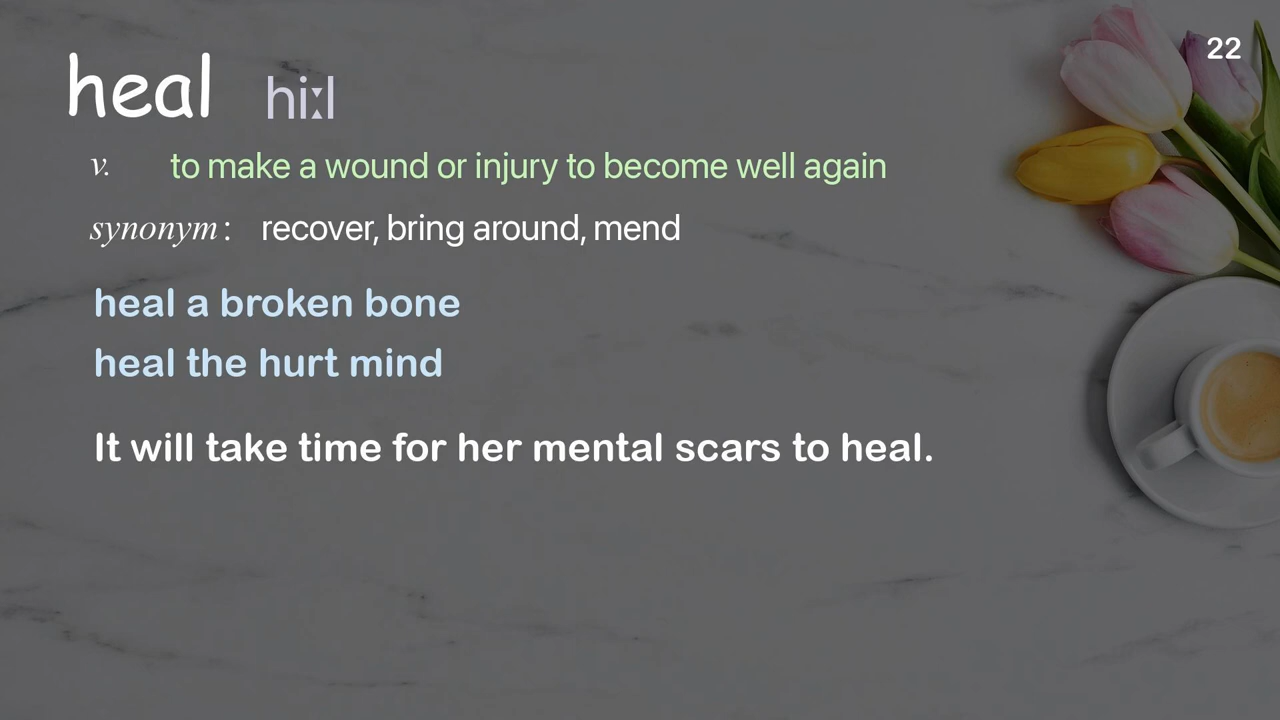 22
heal hiːl
v. to make a wound or injury to become well again
synonym : recover, bring around, mend
heal a broken bone
heal the hurt mind
It will take time for her mental scars to heal.